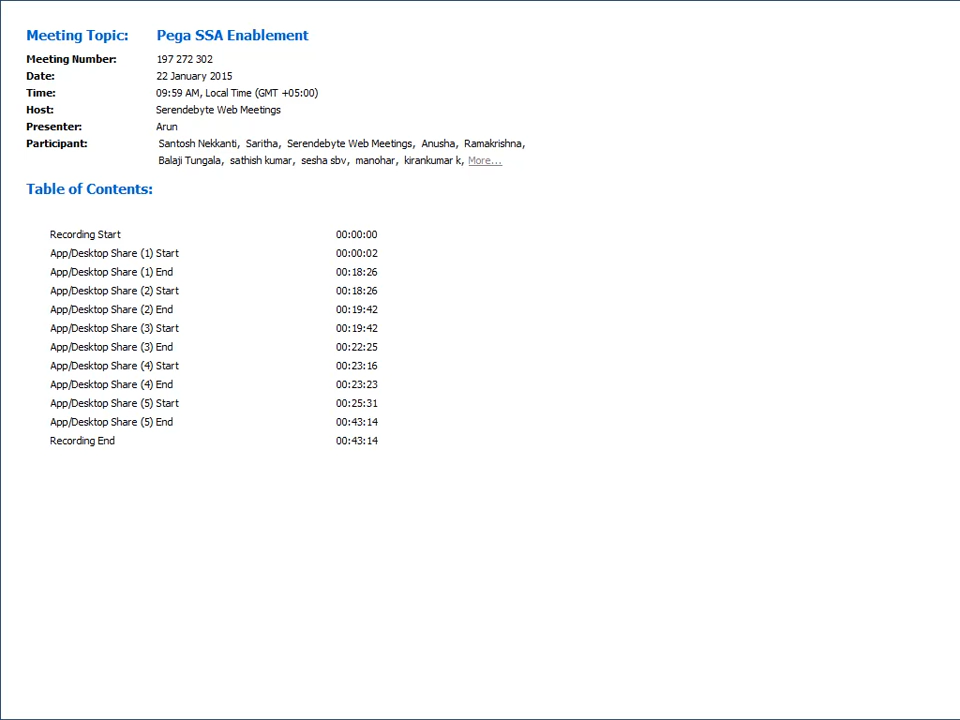 Meeting Topic: Pega SSA Enablement
Meeting Number: 197 272 302
Date: 22 January 2015
Time: 09:59 AM, Local Time (GMT +05:00)
Host: Serendebyte Web Meetings
Presenter: Arun
Participant: Santosh Nekkanti, Saritha, Serendebyte Web Meetings, Anusha, Ramakrishna,
Balaji Tungala, sathish kumar, sesha sbv, manohar, kirankumar k, More...
Table of Contents:
Recording Start 00:00:00
App/Desktop Share (1) Start 00:00:02
App/Desktop Share (1) End 00:18:26
App/Desktop Share (2) Start 00:18:26
App/Desktop Share (2) End 00:19:42
App/Desktop Share (3) Start 00:19:42
App/Desktop Share (3) End 00:22:25
App/Desktop Share (4) Start 00:23:16
App/Desktop Share (4) End 00:23:23
App/Desktop Share (5) Start 00:25:31
App/Desktop Share (5) End 00:43:14
Recording End 00:43:14